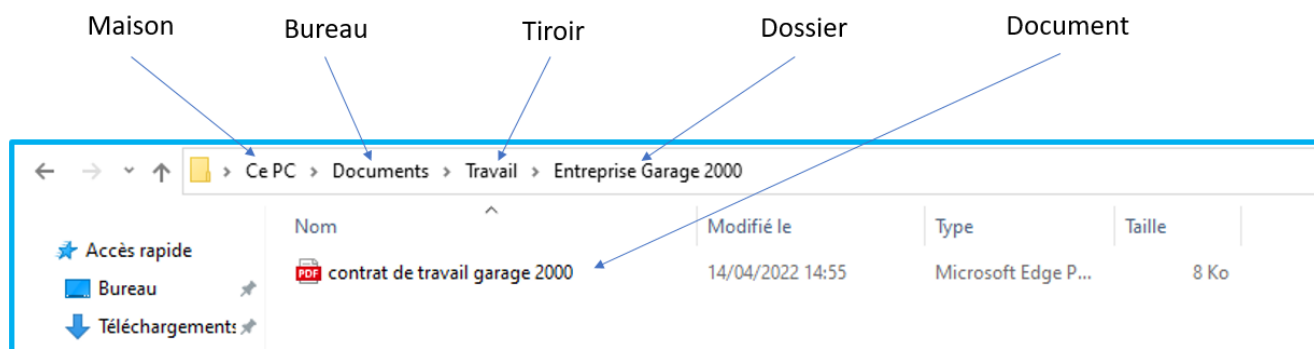 Maison Bureau Tiroir Dossier Document
Ce PC > Documents > Travail > Entreprise Garage 2000
Nom Modifié le Type Taille
Accès rapide
PDF contrat de travail garage 2000 14/04/2022 14:55 Microsoft Edge P... 8 Ko
Bureau
Téléchargements